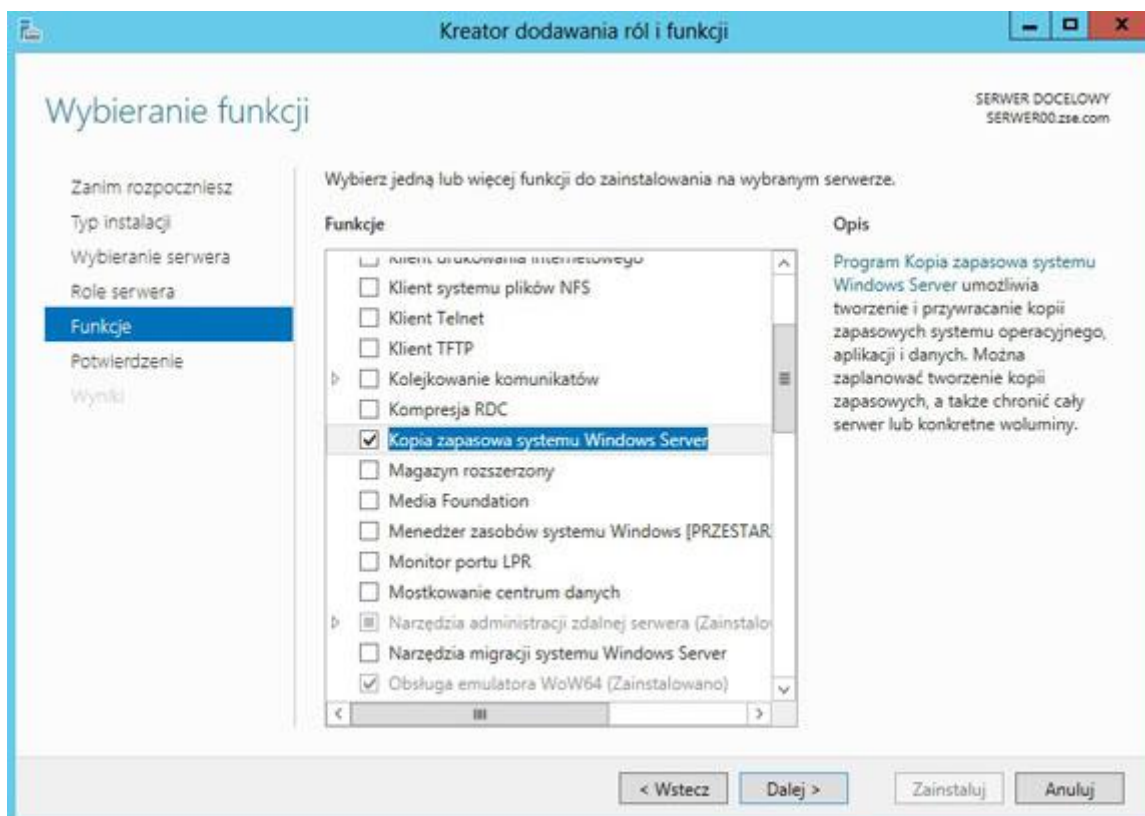 Kreator dodawania ról i funkcji
Wybieranie funkcji
SERWER DOCELOWY
SERWER00.zse.com
Zanim rozpoczniesz
Typ instalacji
Wybieranie serwera
Role serwera
Funkcje
Potwierdzenie
Wyniki
Wybierz jedną lub więcej funkcji do zainstalowania na wybranym serwerze.
Funkcje
Klient drukowania internetowego
Klient systemu plików NFS
Klient Telnet
Klient TFTP
Kolejkowanie komunikatów
Kompresja RDC
Kopia zapasowa systemu Windows Server
Magazyn rozszerzony
Media Foundation
Menedżer zasobów systemu Windows [PRZESTAR
Monitor portu LPR
Mostkowanie centrum danych
Narzędzia administracji zdalnej serwera (Zainstalo
Narzędzia migracji systemu Windows Server
Obsługa emulatora WoW64 (Zainstalowano)
Opis
Program Kopia zapasowa systemu
Windows Server umożliwia
tworzenie i przywracanie kopii
zapasowych systemu operacyjnego,
aplikacji i danych. Można
zaplanować tworzenie kopii
zapasowych, a także chronić cały
serwer lub konkretne woluminy.
< Wstecz
Dalej >
Zainstaluj
Anuluj